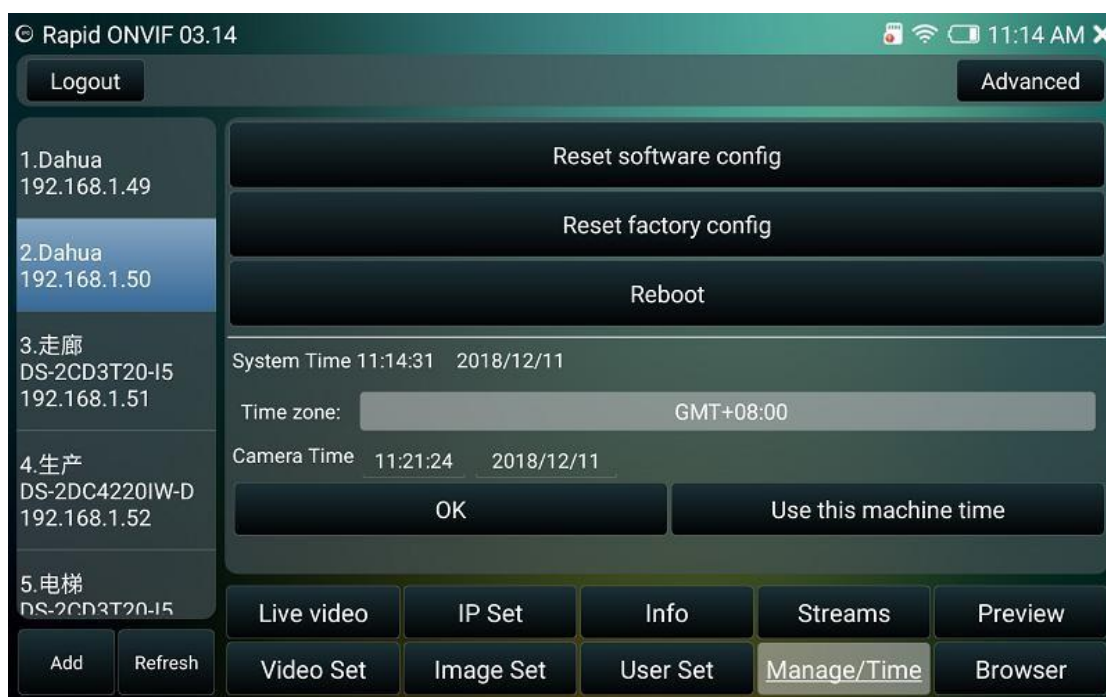 Rapid ONVIF 03.14
11:14 AM
Logout
Advanced
1.Dahua
192.168.1.49
2.Dahua
192.168.1.50
3.走廊
DS-2CD3T20-I5
192.168.1.51
4.生产
DS-2DC4220IW-D
192.168.1.52
5.电梯
DS-2CD3T20-I5
Add
Refresh
Reset software config
Reset factory config
Reboot
System Time 11:14:31 2018/12/11
Time zone: GMT+08:00
Camera Time 11:21:24 2018/12/11
OK
Use this machine time
Live video
IP Set
Info
Streams
Preview
Video Set
Image Set
User Set
Manage/Time
Browser